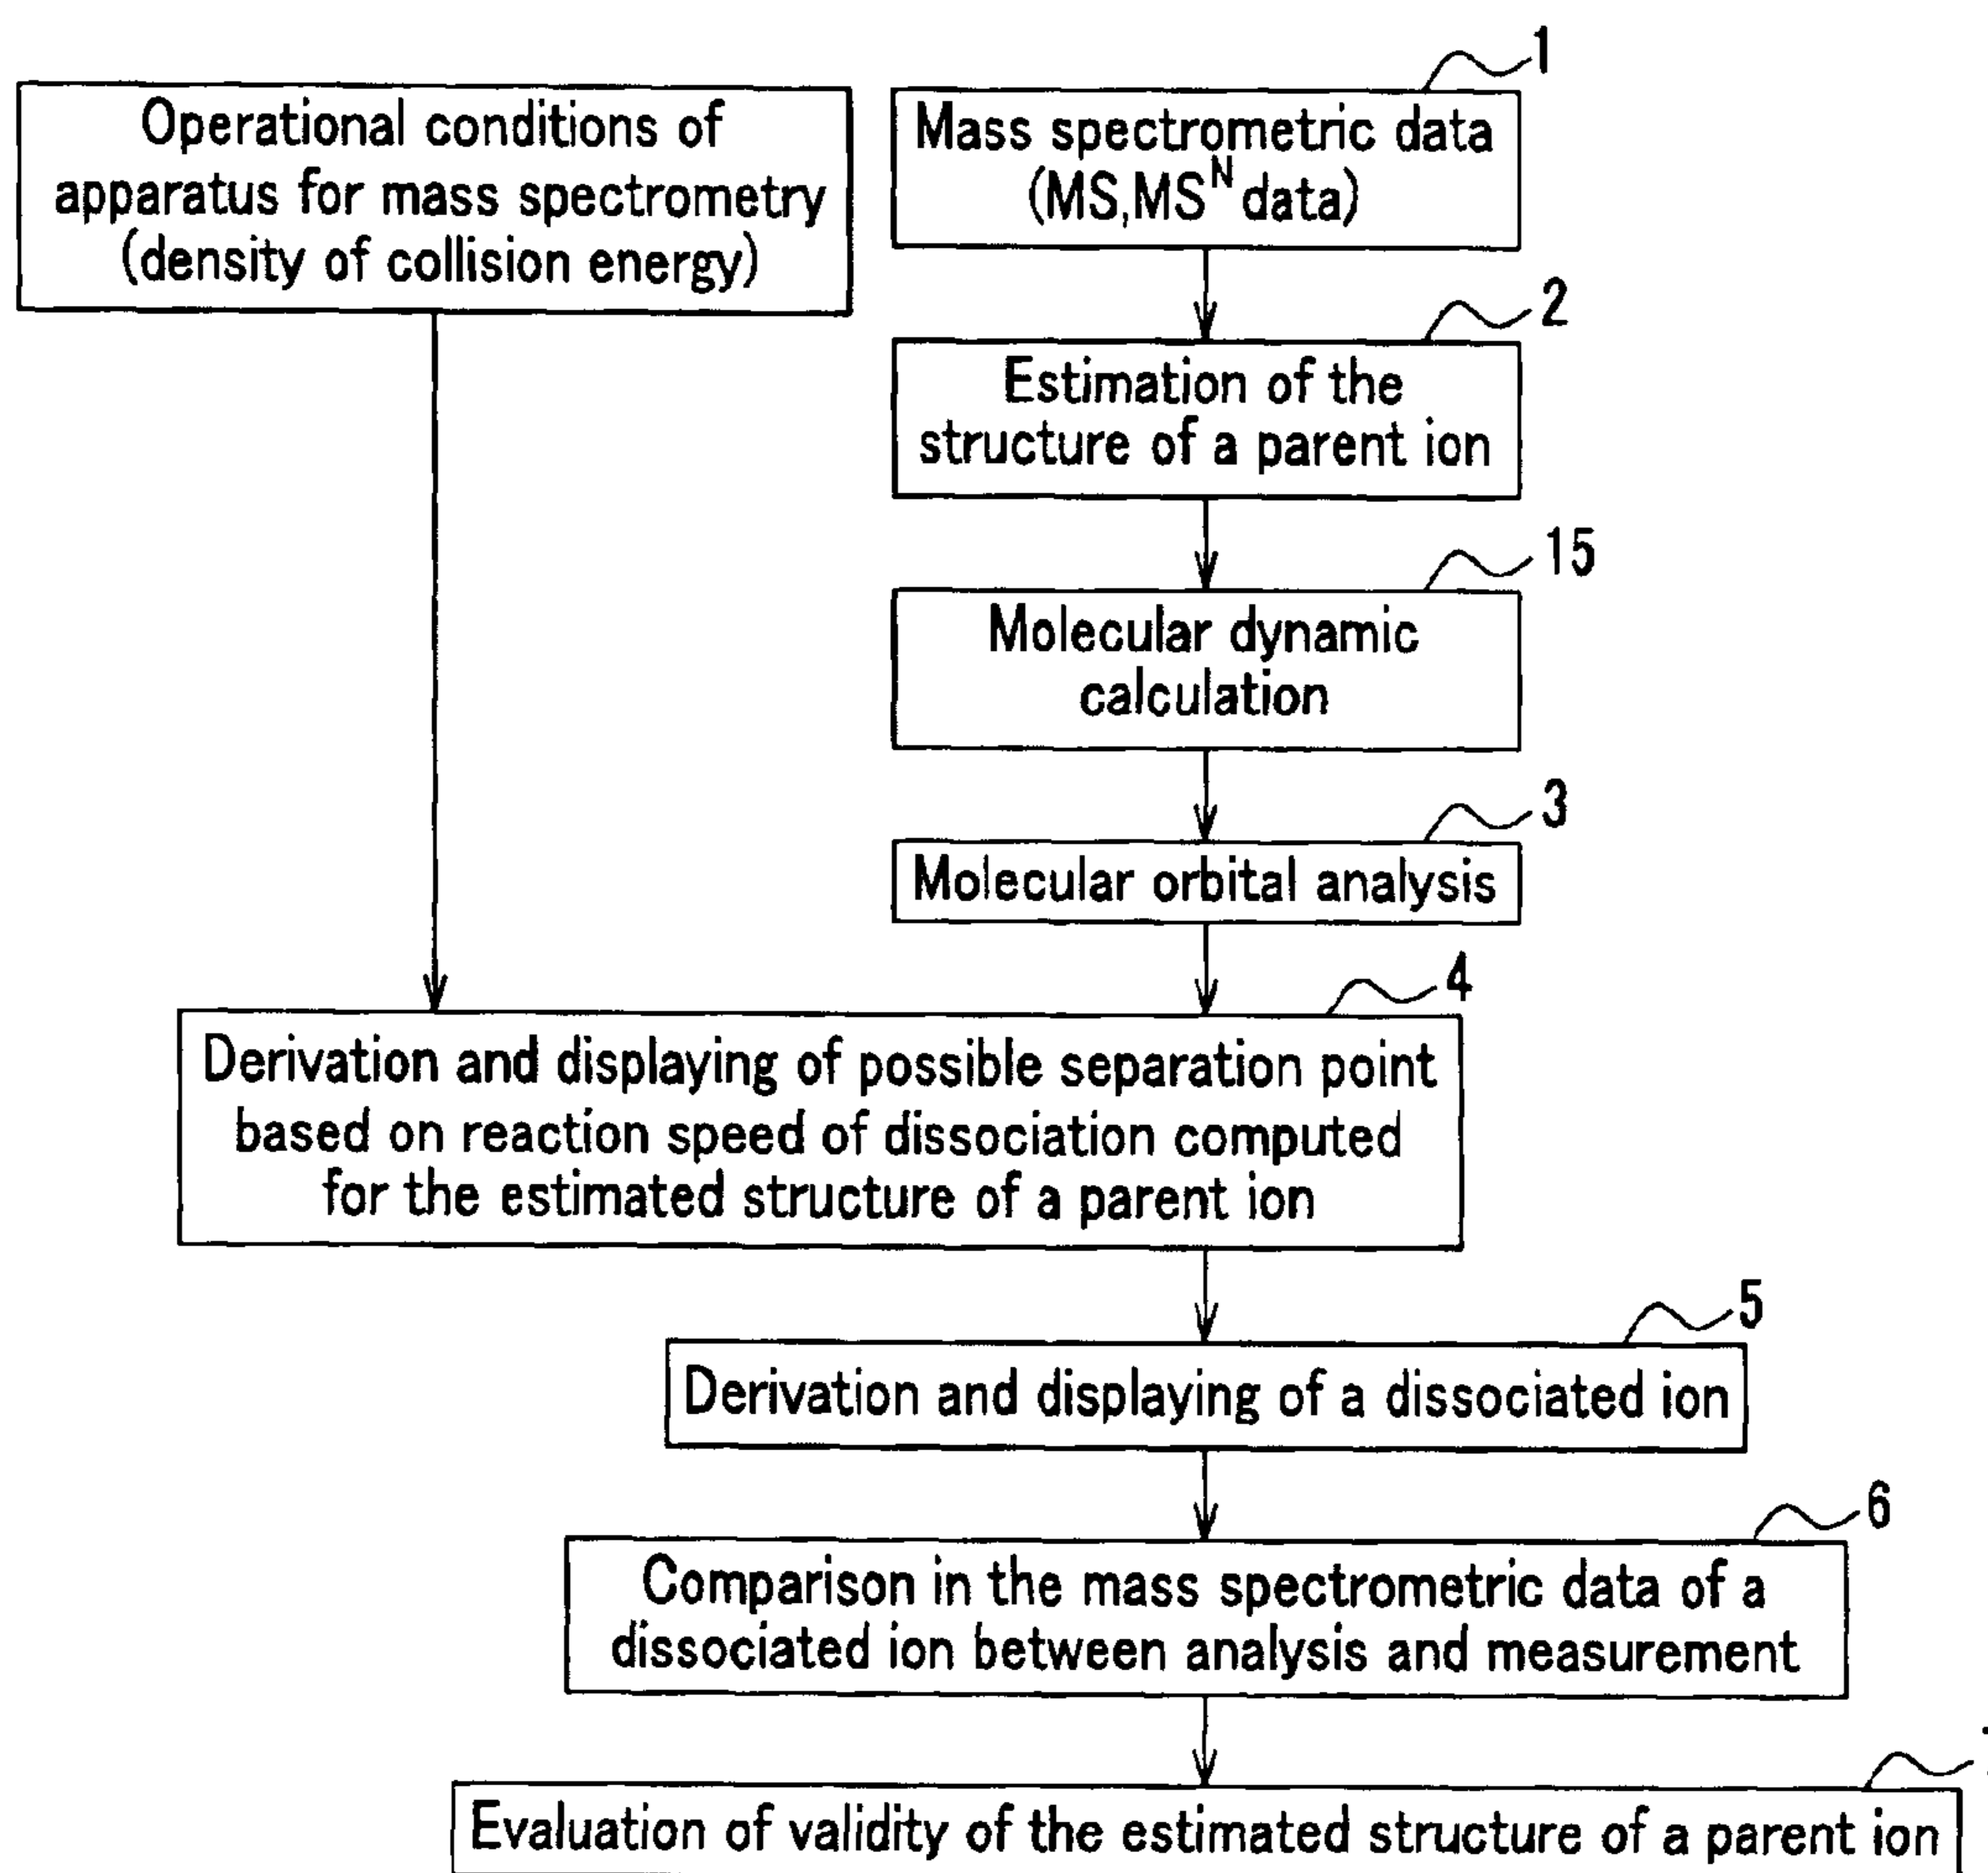 Operational conditions of
apparatus for mass spectrometry
(density of collision energy)
1
Mass spectrometric data
(MS,MS^N data)
2
Estimation of the
structure of a parent ion
15
Molecular dynamic
calculation
3
Molecular orbital analysis
4
Derivation and displaying of possible separation point
based on reaction speed of dissociation computed
for the estimated structure of a parent ion
5
Derivation and displaying of a dissociated ion
6
Comparison in the mass spectrometric data of a
dissociated ion between analysis and measurement
Evaluation of validity of the estimated structure of a parent ion